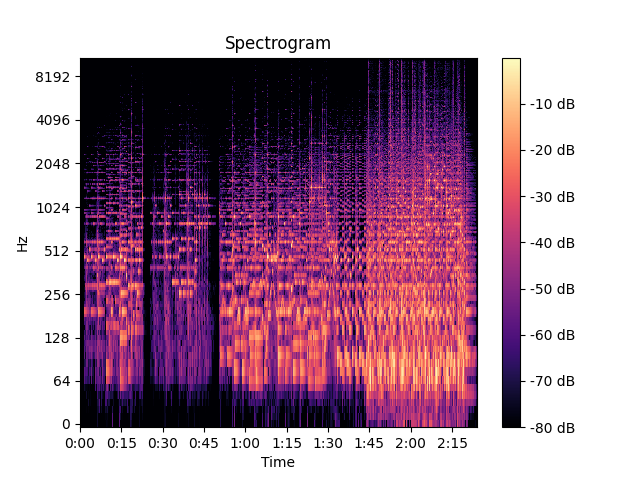 Spectrogram
8192
4096
2048
1024
512
256
128
64
0
Hz
0:00 0:15 0:30 0:45 1:00 1:15 1:30 1:45 2:00 2:15
Time
-10 dB
-20 dB
-30 dB
-40 dB
-50 dB
-60 dB
-70 dB
-80 dB